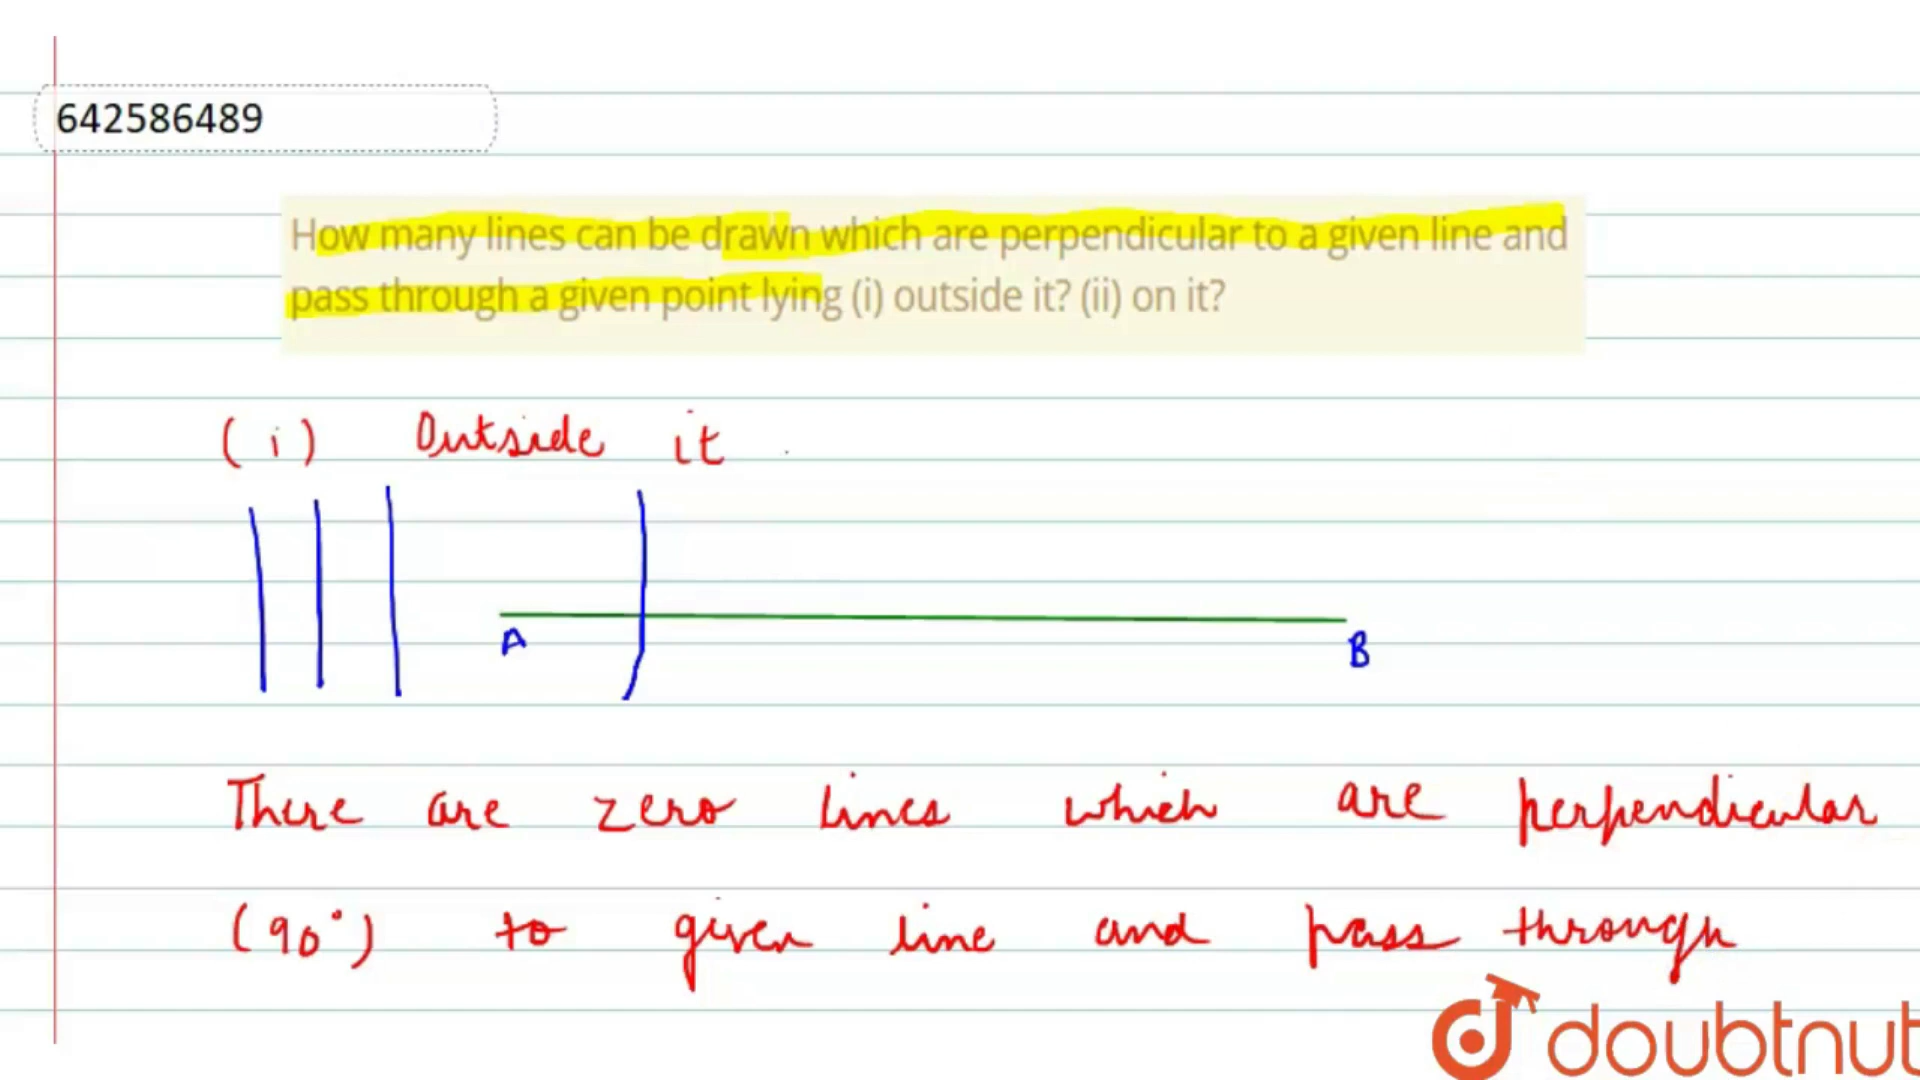 642586489
How many lines can be drawn which are perpendicular to a given line and
pass through a given point lying (i) outside it? (ii) on it?
(i) Outside it
A
B
There are zero lines which are perpendicular
(90°) to given line and pass through
doubtnut